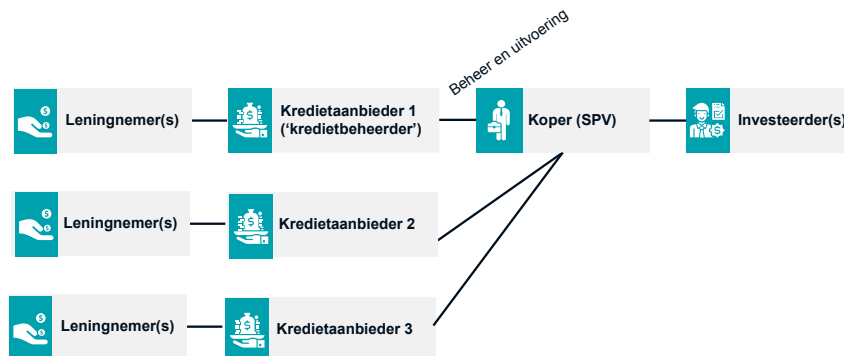 Beheer en uitvoering
Leningnemer(s)
Kredietaanbieder 1
(‘kredietbeheerder’)
Koper (SPV)
Investeerder(s)
Leningnemer(s)
Kredietaanbieder 2
Leningnemer(s)
Kredietaanbieder 3